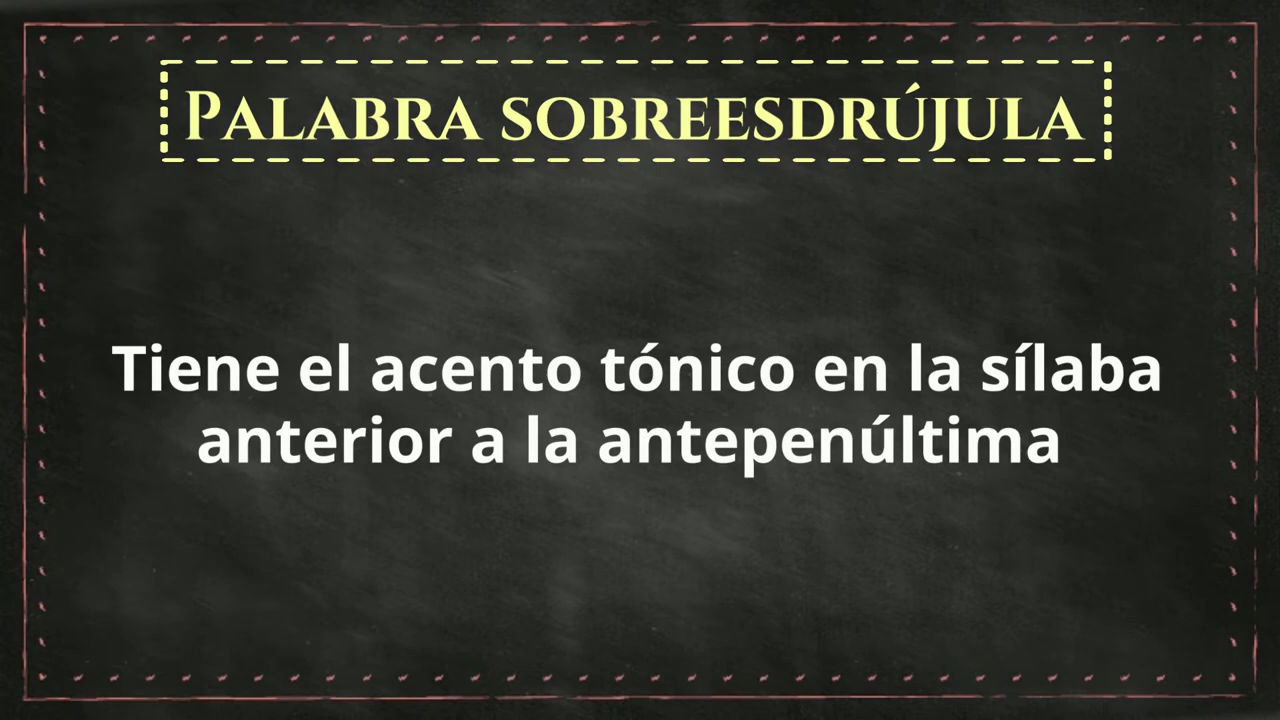 Palabra sobreesdrújula
Tiene el acento tónico en la sílaba
anterior a la antepenúltima